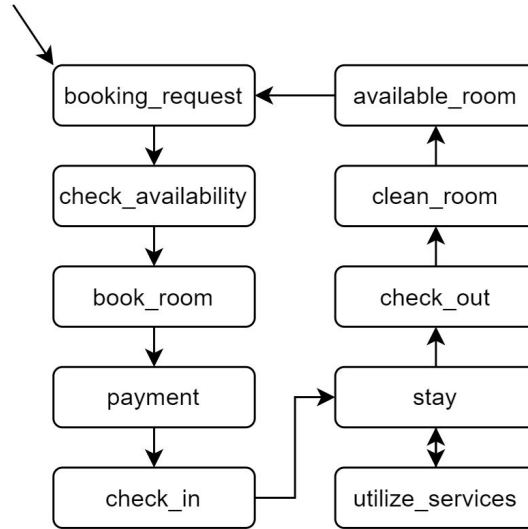 booking_request
available_room
check_availability
clean_room
book_room
check_out
payment
stay
check_in
utilize_services